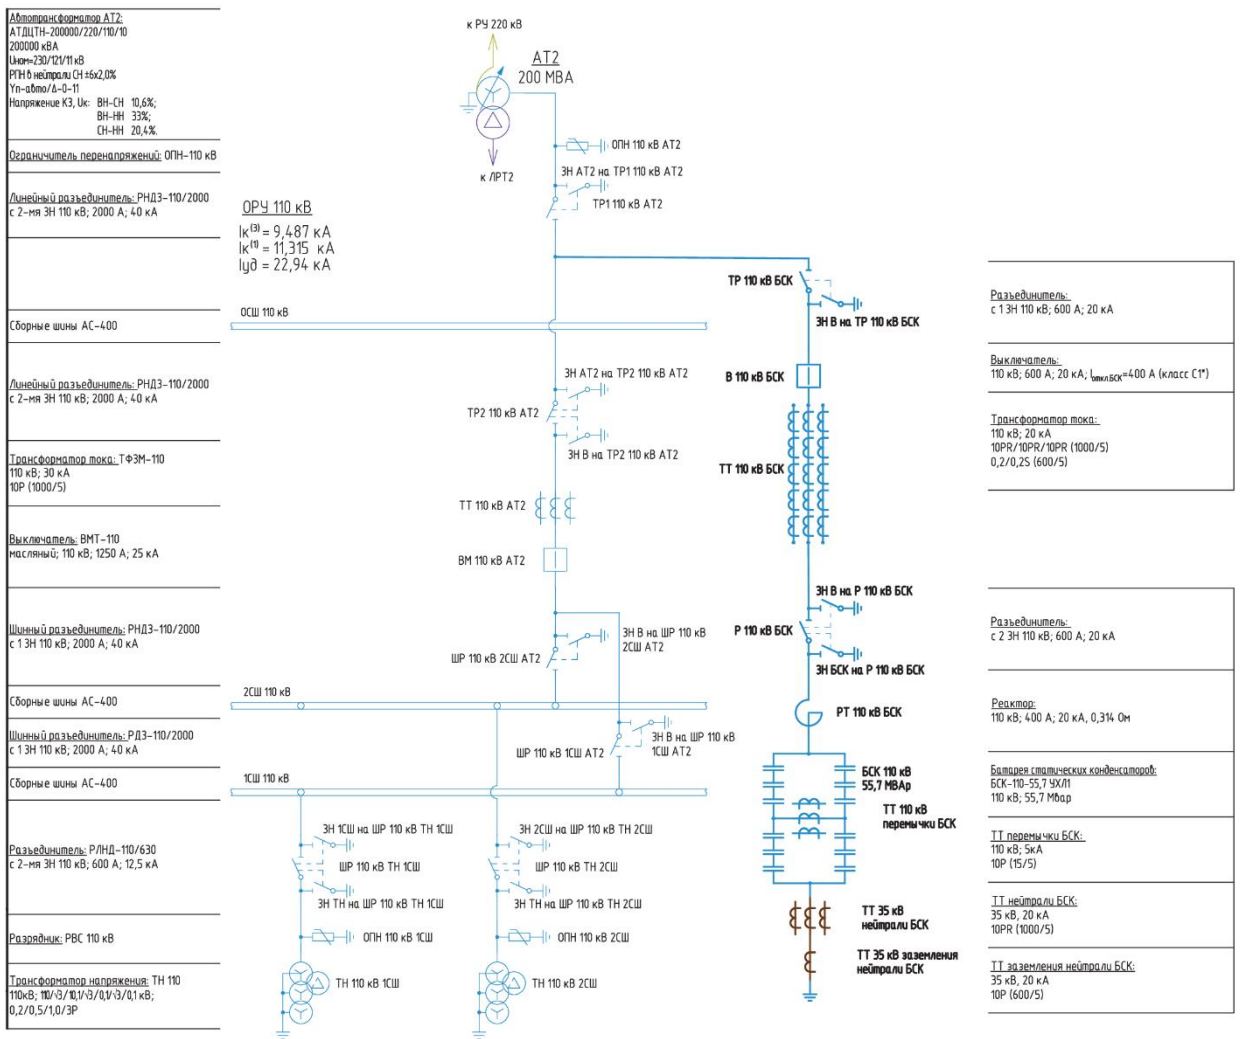 Автотрансформатор АТ2:
АТДЦТН-200000/220/110/10
200000 кВА
Uном=230/121/11 кВ
РПН в нейтрали СН ±6х2,0%
Yn-авто/Δ-0-11
Напряжение КЗ, Uк: ВН-СН 10,6%;
ВН-НН 33%;
СН-НН 20,4%.
Ограничитель перенапряжений: ОПН-110 кВ
Линейный разъединитель: РНДЗ-110/2000
с 2-мя ЗН 110 кВ; 2000 А; 40 кА
Сборные шины АС-400
Линейный разъединитель: РНДЗ-110/2000
с 2-мя ЗН 110 кВ; 2000 А; 40 кА
Трансформатор тока: ТФЗМ-110
110 кВ; 30 кА
10Р (1000/5)
Выключатель: ВМТ-110
масляный; 110 кВ; 1250 А; 25 кА
Шинный разъединитель: РНДЗ-110/2000
с 1 ЗН 110 кВ; 2000 А; 40 кА
Сборные шины АС-400
Шинный разъединитель: РДЗ-110/2000
с 1 ЗН 110 кВ; 2000 А; 40 кА
Сборные шины АС-400
Разъединитель: РЛНД-110/630
с 2-мя ЗН 110 кВ; 600 А; 12,5 кА
Разрядник: РВС 110 кВ
Трансформатор напряжения: ТН 110
110кВ; 110/√3/10,1/√3/0,1/√3/0,1 кВ;
0,2/0,5/1,0/3Р
к РУ 220 кВ
АТ2
200 МВА
к ЛРТ2
ОПН 110 кВ АТ2
ЗН АТ2 на ТР1 110 кВ АТ2
ТР1 110 кВ АТ2
ОРУ 110 кВ
Iк⁽³⁾ = 9,487 кА
Iк⁽¹⁾ = 11,315 кА
Iуд = 22,94 кА
ОСШ 110 кВ
ЗН АТ2 на ТР2 110 кВ АТ2
ТР2 110 кВ АТ2
ЗН В на ТР2 110 кВ АТ2
ТТ 110 кВ АТ2
ВМ 110 кВ АТ2
ЗН В на ШР 110 кВ
2СШ АТ2
ШР 110 кВ 2СШ АТ2
2СШ 110 кВ
ЗН В на ШР 110 кВ
1СШ АТ2
ШР 110 кВ 1СШ АТ2
1СШ 110 кВ
ЗН 1СШ на ШР 110 кВ ТН 1СШ
ШР 110 кВ ТН 1СШ
ЗН ТН на ШР 110 кВ ТН 1СШ
ОПН 110 кВ 1СШ
ТН 110 кВ 1СШ
ЗН 2СШ на ШР 110 кВ ТН 2СШ
ШР 110 кВ ТН 2СШ
ЗН ТН на ШР 110 кВ ТН 2СШ
ОПН 110 кВ 2СШ
ТН 110 кВ 2СШ
ТР 110 кВ БСК
ЗН В на ТР 110 кВ БСК
В 110 кВ БСК
ТТ 110 кВ БСК
ЗН В на Р 110 кВ БСК
Р 110 кВ БСК
ЗН БСК на Р 110 кВ БСК
РТ 110 кВ БСК
БСК 110 кВ
55,7 МВАр
ТТ 110 кВ
перемычки БСК
ТТ 35 кВ
нейтрали БСК
ТТ 35 кВ заземления
нейтрали БСК
Разъединитель:
с 1 ЗН 110 кВ; 600 А; 20 кА
Выключатель:
110 кВ; 600 А; 20 кА; Iоткл.БСК=400 А (класс С1*)
Трансформатор тока:
110 кВ; 20 кА
10PR/10PR/10PR (1000/5)
0,2/0,2S (600/5)
Разъединитель:
с 2 ЗН 110 кВ; 600 А; 20 кА
Реактор:
110 кВ; 400 А; 20 кА, 0,314 Ом
Батарея статических конденсаторов:
БСК-110-55,7 УХЛ1
110 кВ; 55,7 Мвар
ТТ перемычки БСК:
110 кВ; 5кА
10Р (15/5)
ТТ нейтрали БСК:
35 кВ, 20 кА
10PR (1000/5)
ТТ заземления нейтрали БСК:
35 кВ, 20 кА
10Р (600/5)